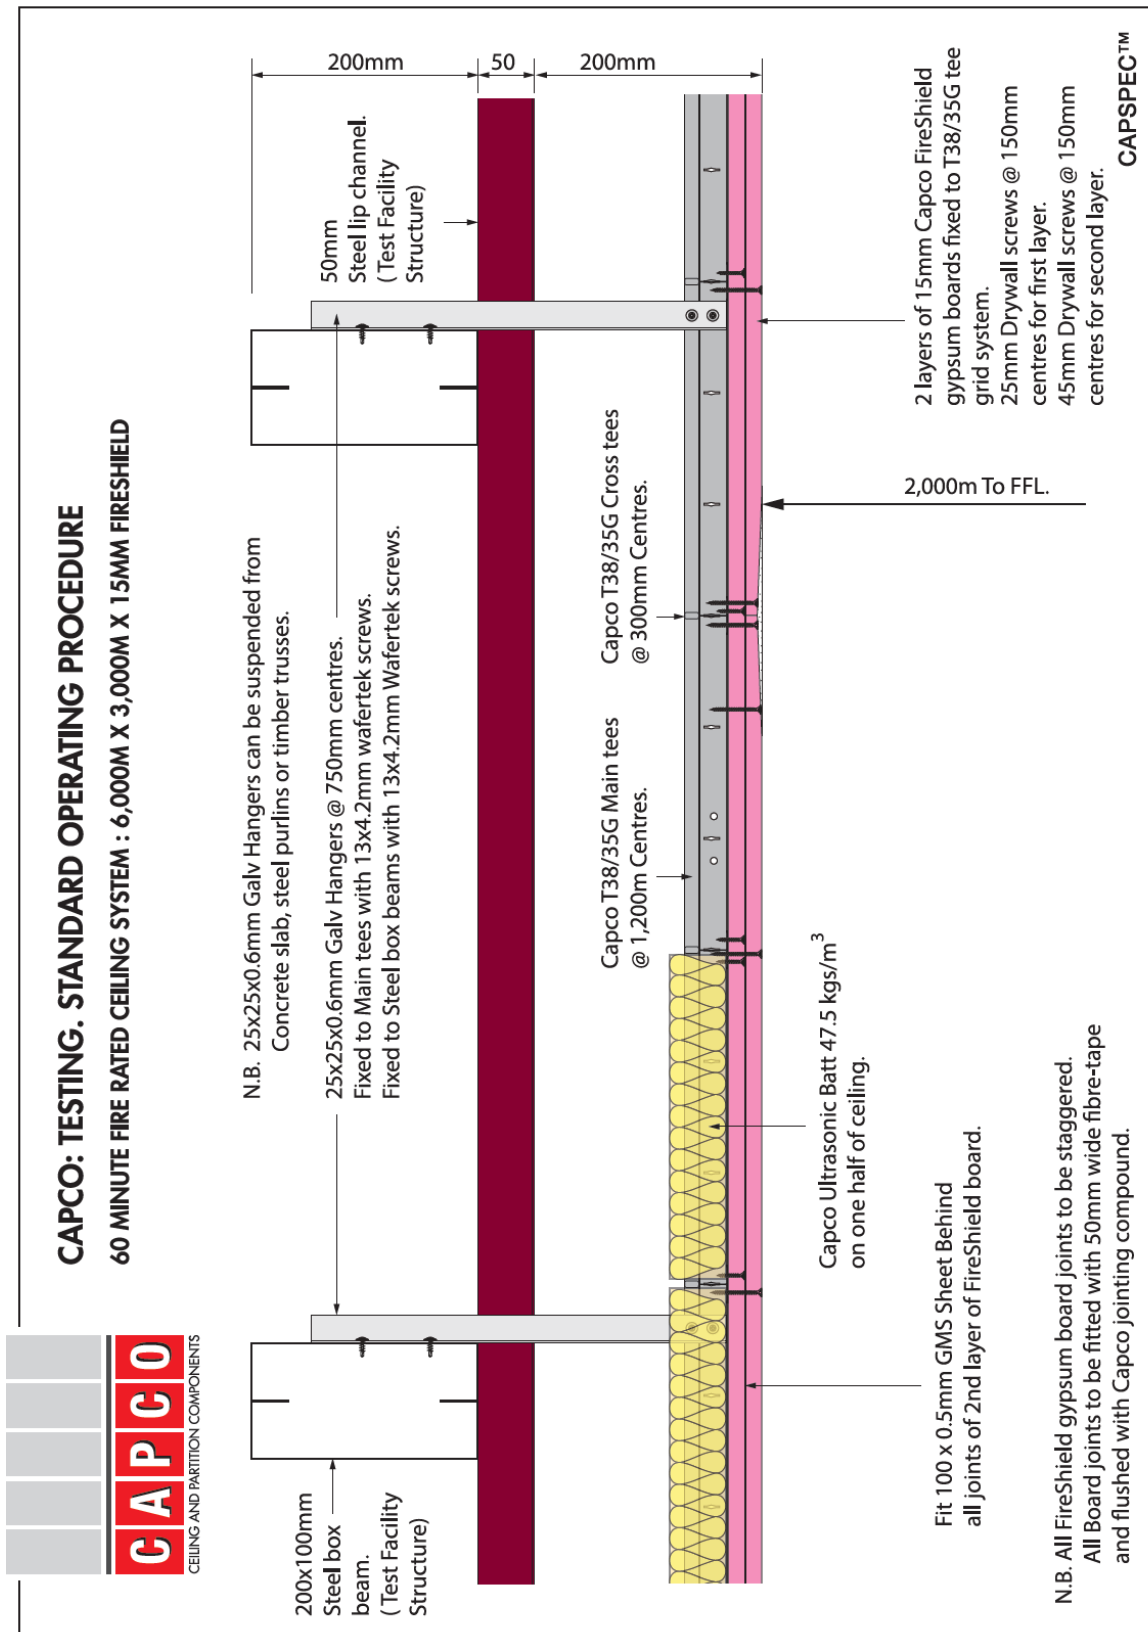 CAPCO: TESTING. STANDARD OPERATING PROCEDURE
60 MINUTE FIRE RATED CEILING SYSTEM : 6,000M X 3,000M X 15MM FIRESHIELD
CAPCO
CEILING AND PARTITION COMPONENTS
N.B. 25x25x0.6mm Galv Hangers can be suspended from
Concrete slab, steel purlins or timber trusses.
25x25x0.6mm Galv Hangers @ 750mm centres.
Fixed to Main tees with 13x4.2mm wafertek screws.
Fixed to Steel box beams with 13x4.2mm Wafertek screws.
200x100mm
Steel box
beam.
(Test Facility
Structure)
50mm
Steel lip channel.
(Test Facility
Structure)
200mm
50
200mm
Capco T38/35G Main tees
@ 1,200m Centres.
Capco T38/35G Cross tees
@ 300mm Centres.
Capco Ultrasonic Batt 47.5 kgs/m³
on one half of ceiling.
2,000m To FFL.
Fit 100 x 0.5mm GMS Sheet Behind
all joints of 2nd layer of FireShield board.
2 layers of 15mm Capco FireShield
gypsum boards fixed to T38/35G tee
grid system.
25mm Drywall screws @ 150mm
centres for first layer.
45mm Drywall screws @ 150mm
centres for second layer.
N.B. All FireShield gypsum board joints to be staggered.
All Board joints to be fitted with 50mm wide fibre-tape
and flushed with Capco jointing compound.
CAPSPEC™